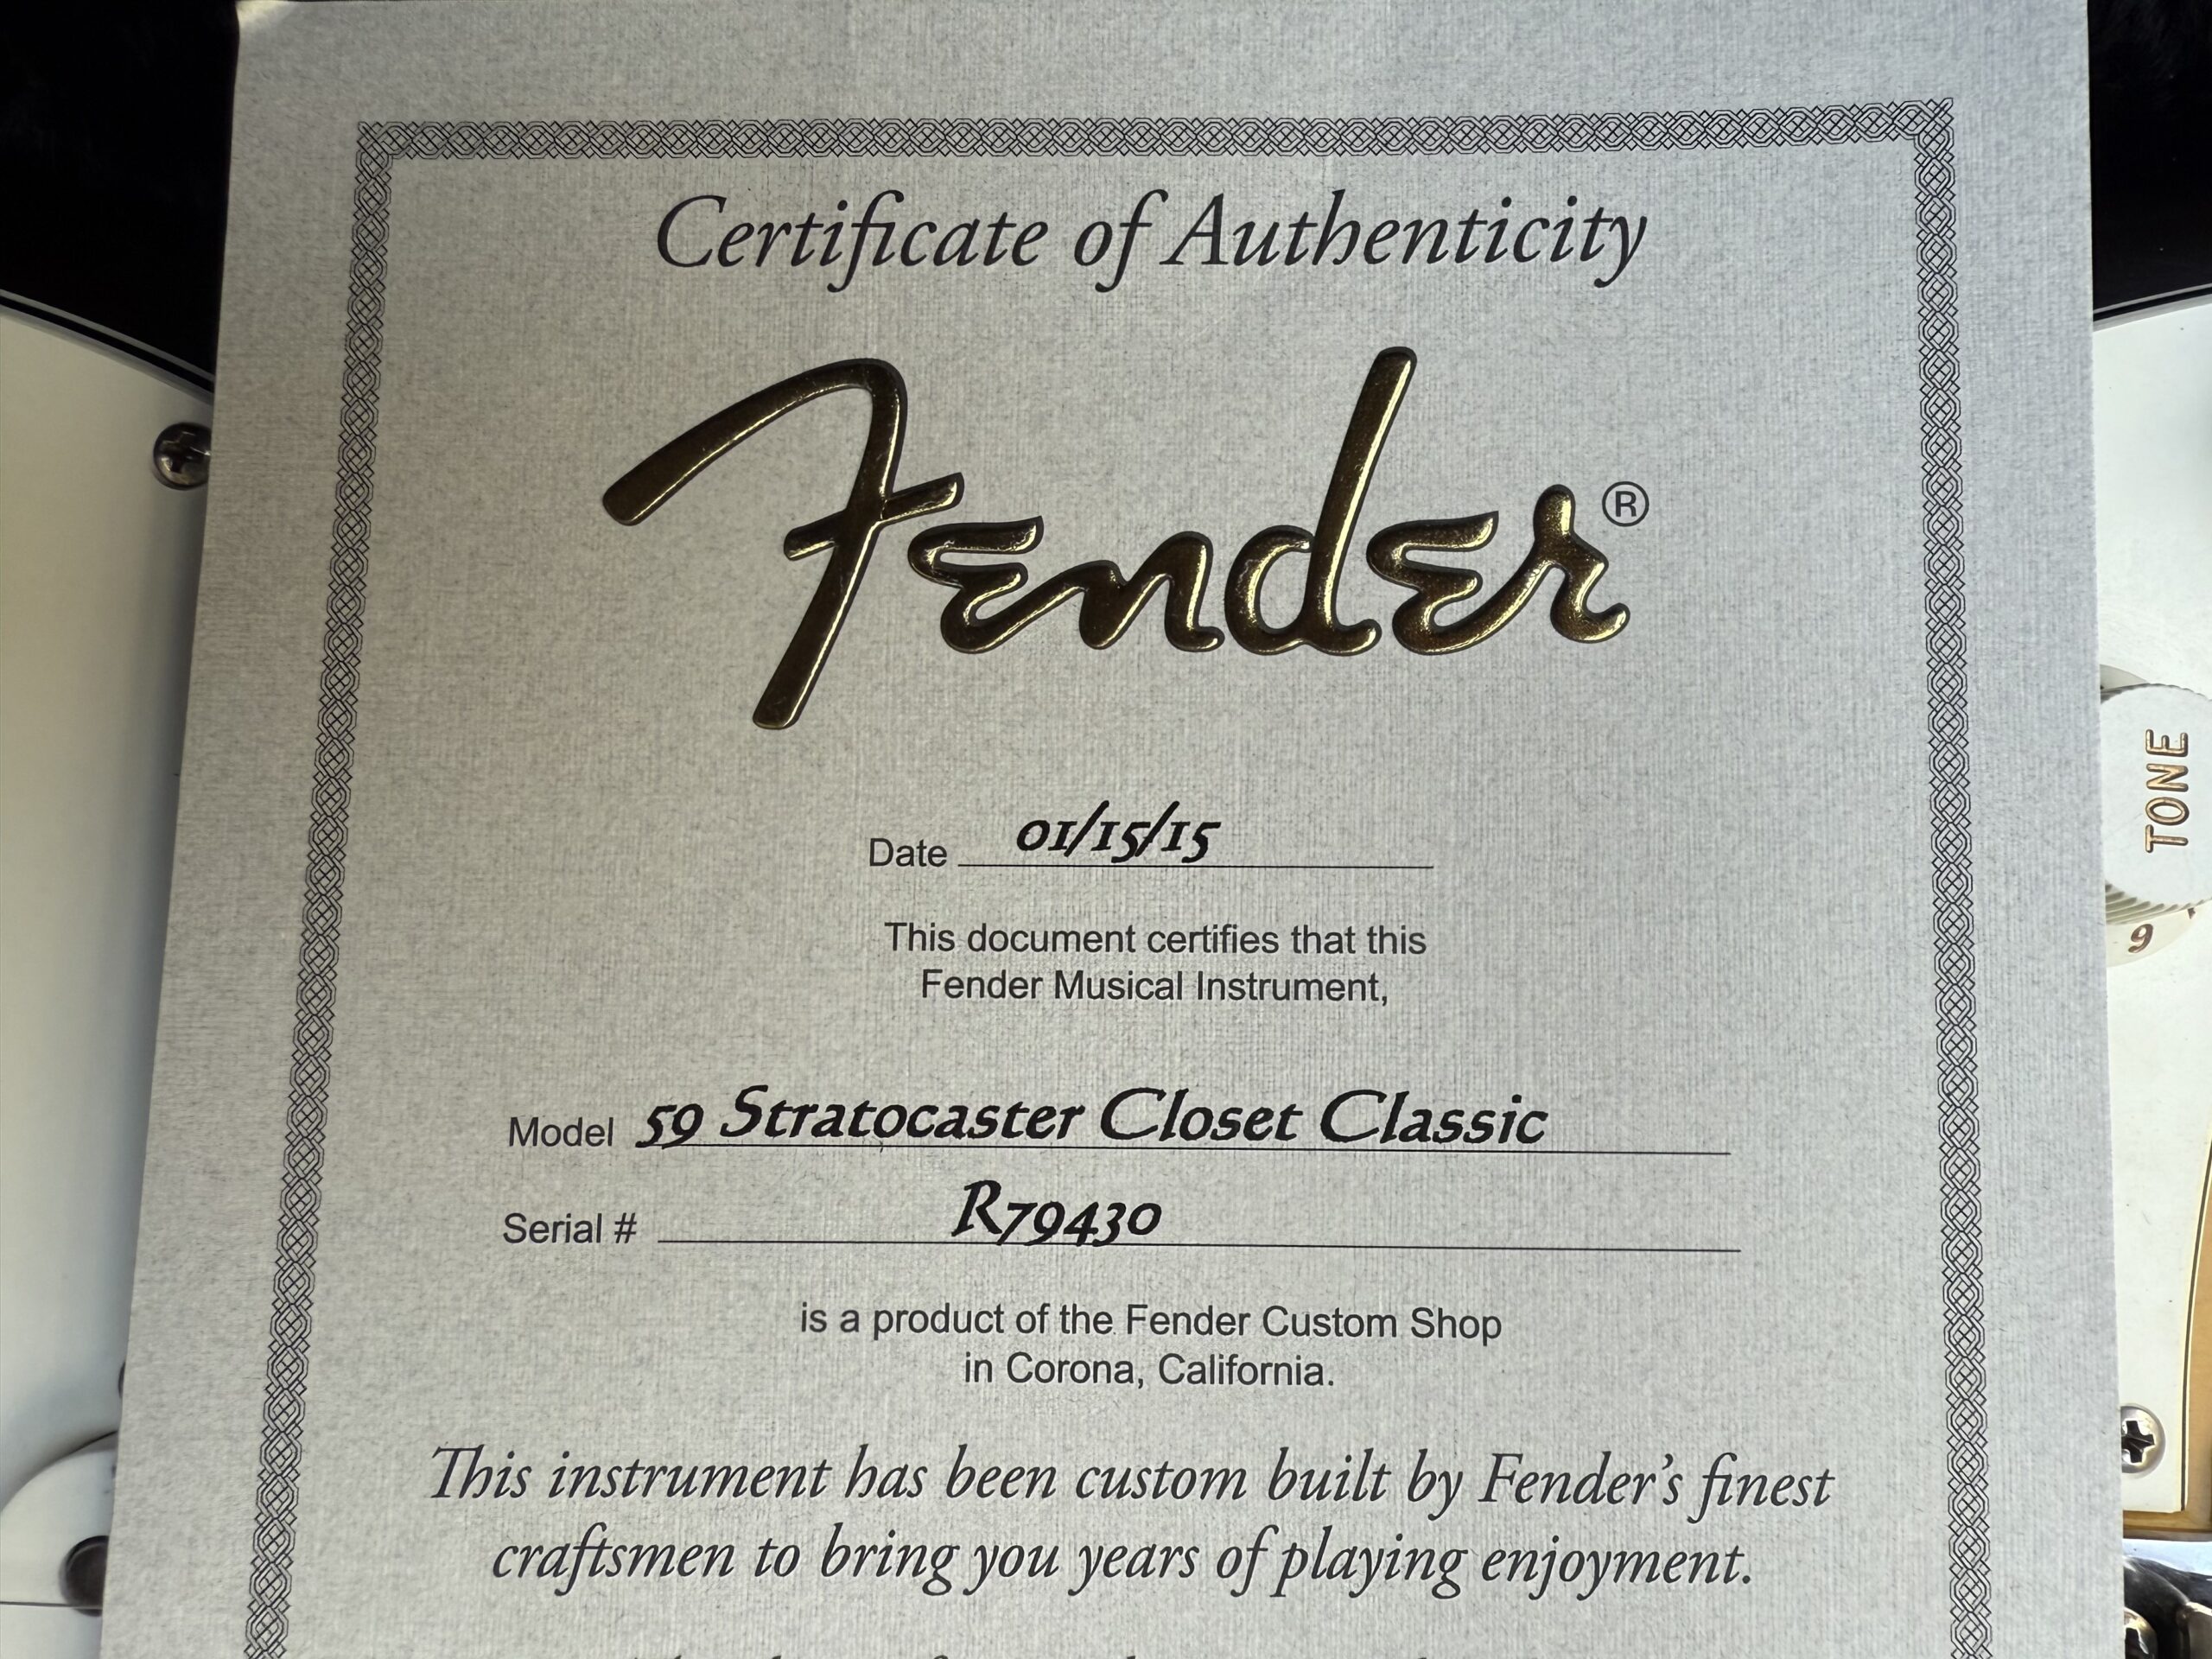 Certificate of Authenticity
Fender®
Date 01/15/15
This document certifies that this
Fender Musical Instrument,
Model 59 Stratocaster Closet Classic
Serial # R79430
is a product of the Fender Custom Shop
in Corona, California.
This instrument has been custom built by Fender's finest
craftsmen to bring you years of playing enjoyment.
TONE
9